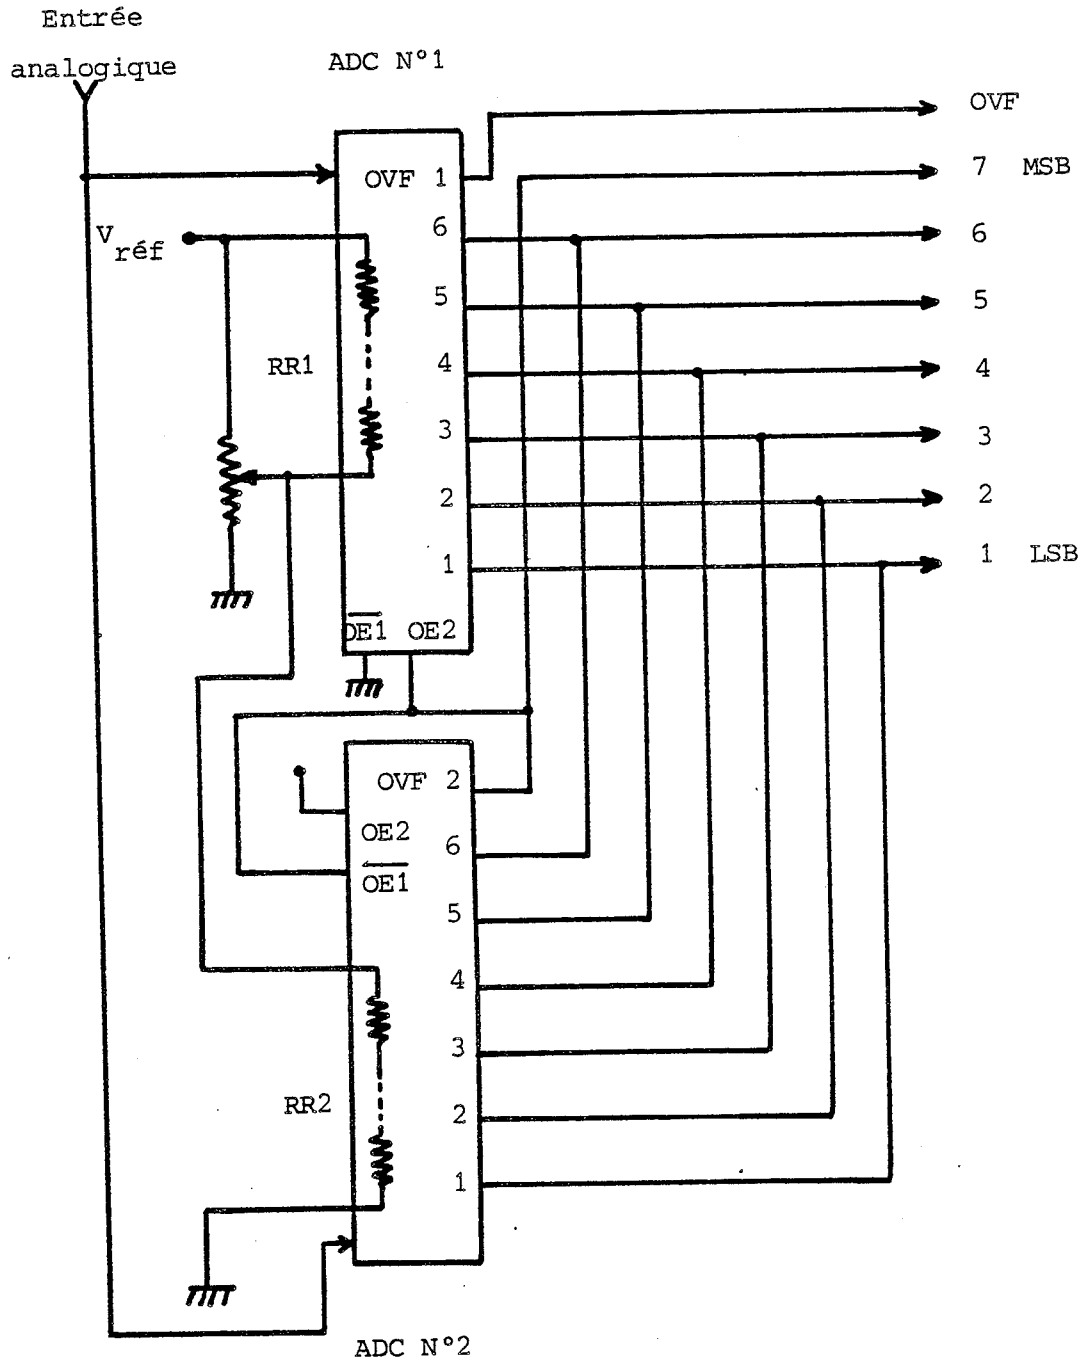 Entrée
analogique
ADC N°1
OVF
OVF 1
7 MSB
V réf
6
6
5
5
RR1
4
4
3
3
2
2
1
1 LSB
OE1 OE2
OVF 2
OE2
6
OE1
5
4
3
RR2
2
1
ADC N°2